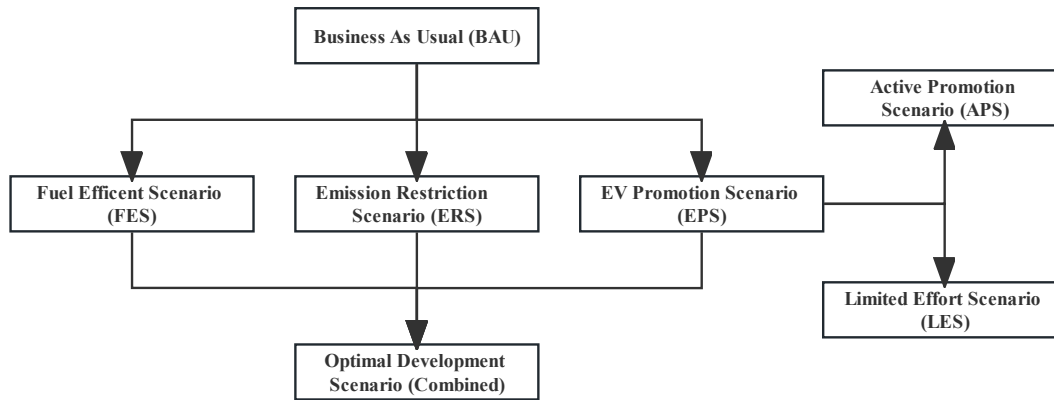 Business As Usual (BAU)
Active Promotion
Scenario (APS)
Fuel Efficent Scenario
(FES)
Emission Restriction
Scenario (ERS)
EV Promotion Scenario
(EPS)
Limited Effort Scenario
(LES)
Optimal Development
Scenario (Combined)